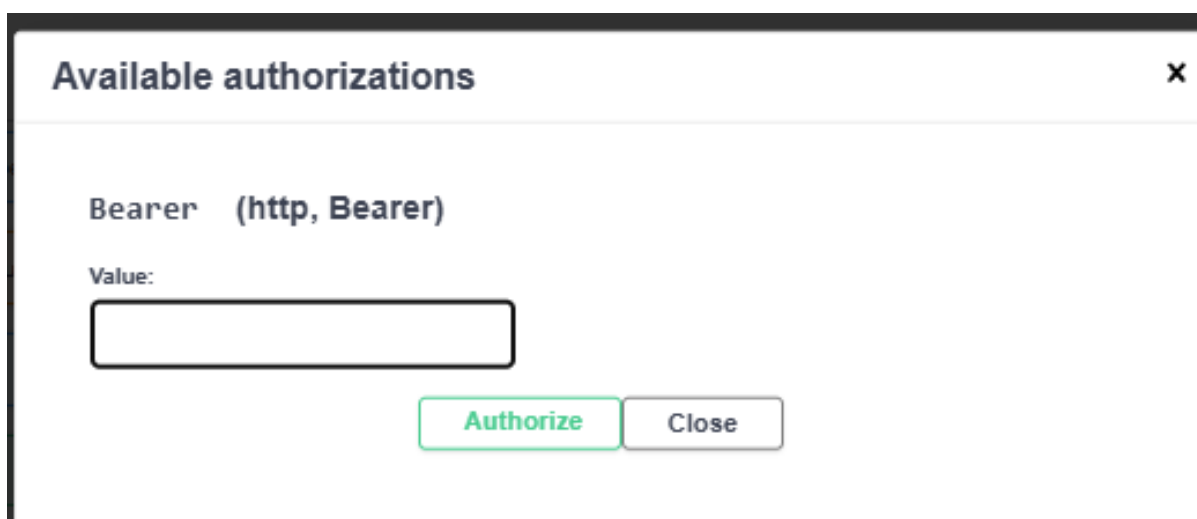 Available authorizations ×
Bearer (http, Bearer)
Value:
Authorize Close